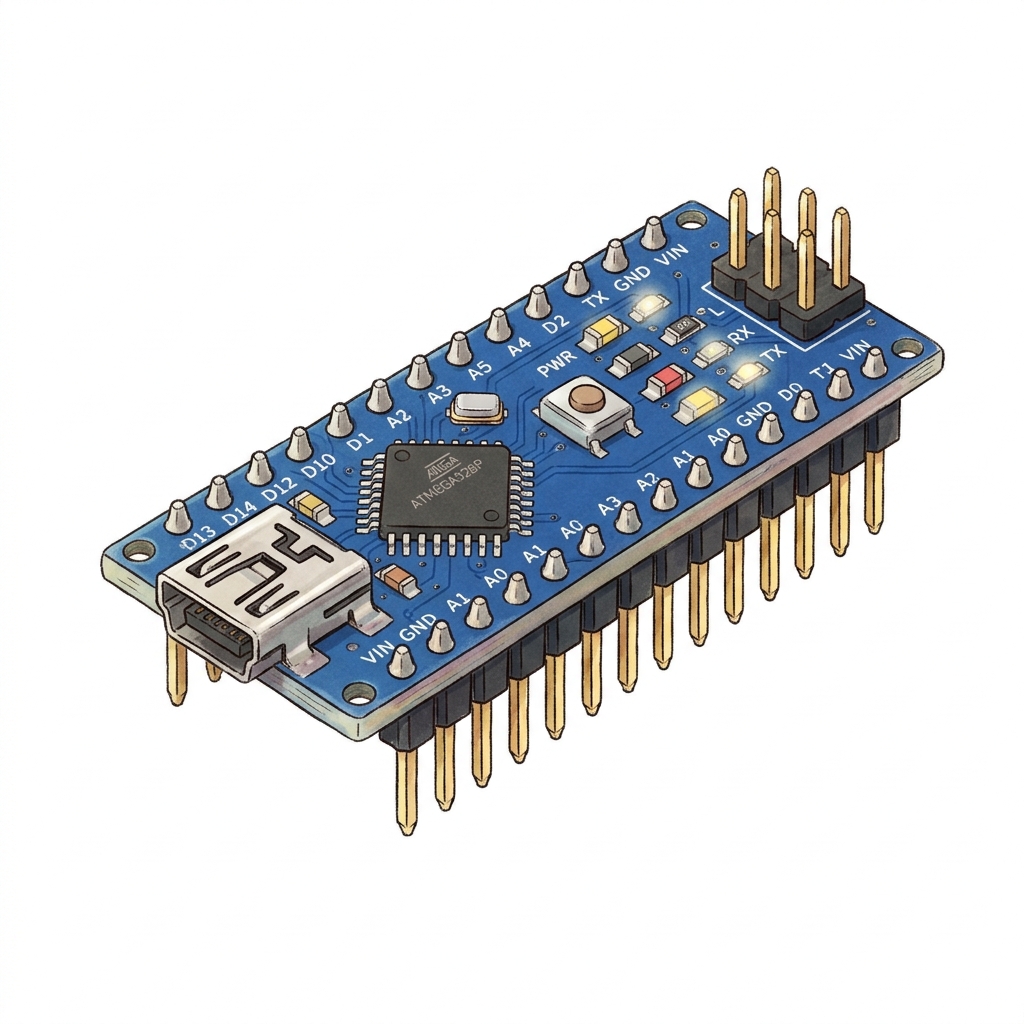 D13
D14
D12
D10
D1
A2
A3
A5
A4
D2
TX
GND
VIN
PWR
L
RX
TX
ATMEGA328P
VIN
GND
A1
A0
A1
A0
A3
A2
A1
A0
GND
D0
T1
VIN